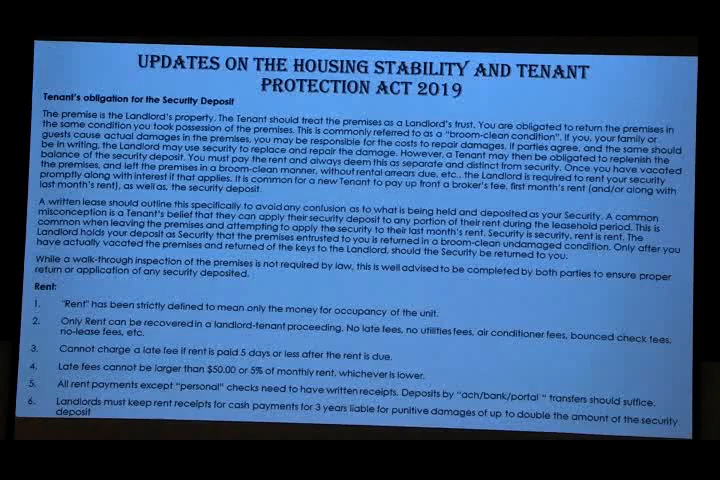 UPDATES ON THE HOUSING STABILITY AND TENANT
PROTECTION ACT 2019
Tenant's obligation for the Security Deposit
The premise is the Landlord's property. The Tenant should treat the premises as a Landlord's trust. You are obligated to return the premises in
the same condition you took possession of the premises. This is commonly referred to as a "broom-clean condition". If you, your family or
guests cause actual damages in the premises, you may be responsible for the costs to repair damages. If parties agree, and the same should
be in writing, the Landlord may use security to replace and repair the damage. However, a Tenant may then be obligated to replenish the
balance of the security deposit. You must pay the rent and always deem this as separate and distinct from security. Once you have vacated
the premises, and left the premises in a broom-clean manner, without rental arrears due, etc., the Landlord is required to rent your security
promptly along with interest if that applies. It is common for a new Tenant to pay up front a broker's fee, first month's rent (and/or along with
last month's rent), as well as, the security deposit.
A written lease should outline this specifically to avoid any confusion as to what is being held and deposited as your Security. A common
misconception is a Tenant's belief that they can apply their security deposit to any portion of their rent during the leasehold period. This is
common when leaving the premises and attempting to apply the security to their last month's rent. Security is security, rent is rent. The
Landlord holds your deposit as Security that the premises entrusted to you is returned in a broom-clean undamaged condition. Only after you
have actually vacated the premises and returned of the keys to the Landlord, should the Security be returned to you.
While a walk-through inspection of the premises is not required by law, this is well advised to be completed by both parties to ensure proper
return or application of any security deposited.
Rent:
1. "Rent" has been strictly defined to mean only the money for occupancy of the unit.
2. Only Rent can be recovered in a landlord-tenant proceeding. No late fees, no utilities fees, air conditioner fees, bounced check fees,
no-lease fees, etc.
3. Cannot charge a late fee if rent is paid 5 days or less after the rent is due.
4. Late fees cannot be larger than $50.00 or 5% of monthly rent, whichever is lower.
5. All rent payments except "personal" checks need to have written receipts. Deposits by "ach/bank/portal " transfers should suffice.
6. Landlords must keep rent receipts for cash payments for 3 years liable for punitive damages of up to double the amount of the security
deposit